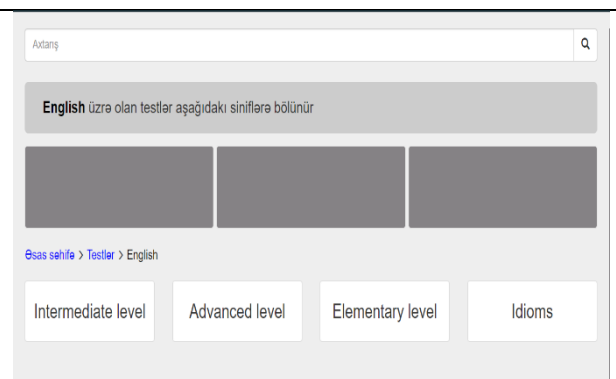 Axtarış
English üzrə olan testlər aşağıdakı siniflərə bölünür
Əsas səhifə > Testlər > English
Intermediate level Advanced level Elementary level Idioms